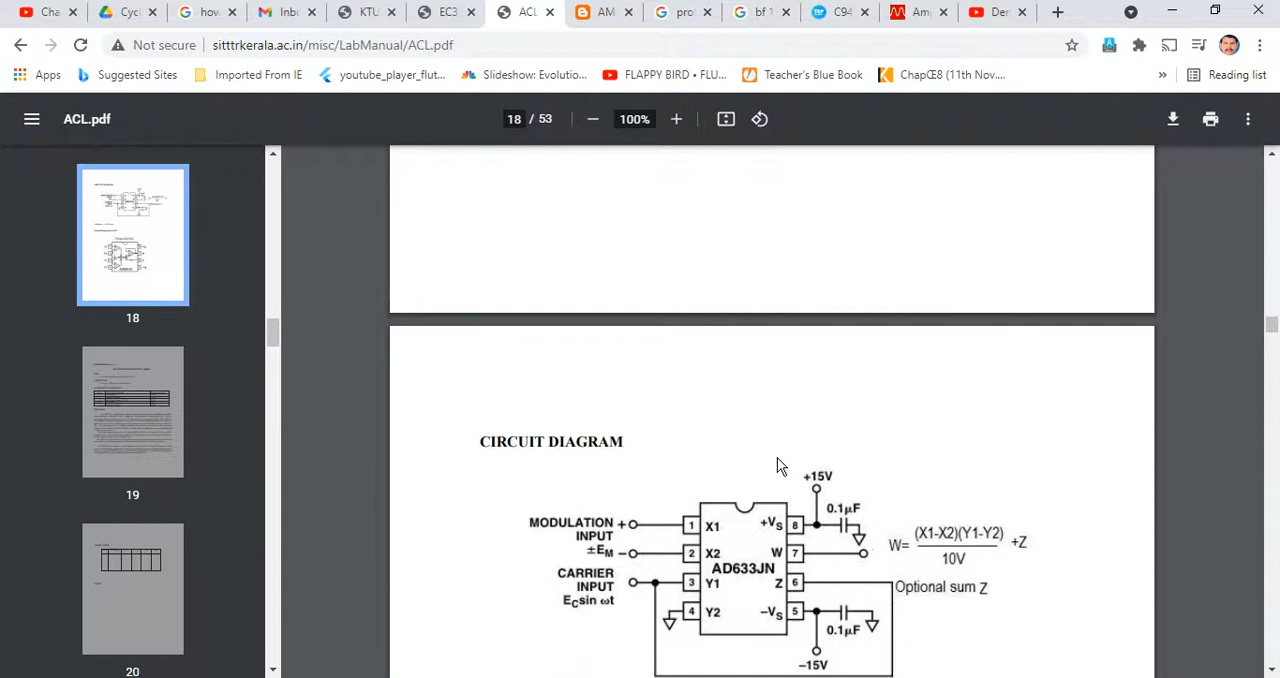 Cha
Cycl
how
Inbo
KTU
EC3
ACL
AM
pro
bf 1
C94
Am
Der
Not secure
sitttrkerala.ac.in/misc/LabManual/ACL.pdf
Apps
Suggested Sites
Imported From IE
youtube_player_flut...
Slideshow: Evolutio...
FLAPPY BIRD • FLU...
Teacher's Blue Book
ChapŒ8 (11th Nov....
»
Reading list
ACL.pdf
18 / 53
100%
18
19
20
CIRCUIT DIAGRAM
+15V
0.1µF
MODULATION +
INPUT
±EM –
CARRIER
INPUT
ECsin ωt
1 X1
2 X2
3 Y1
4 Y2
AD633JN
+VS 8
W 7
Z 6
–VS 5
W= (X1-X2)(Y1-Y2) +Z
10V
Optional sum Z
0.1µF
–15V